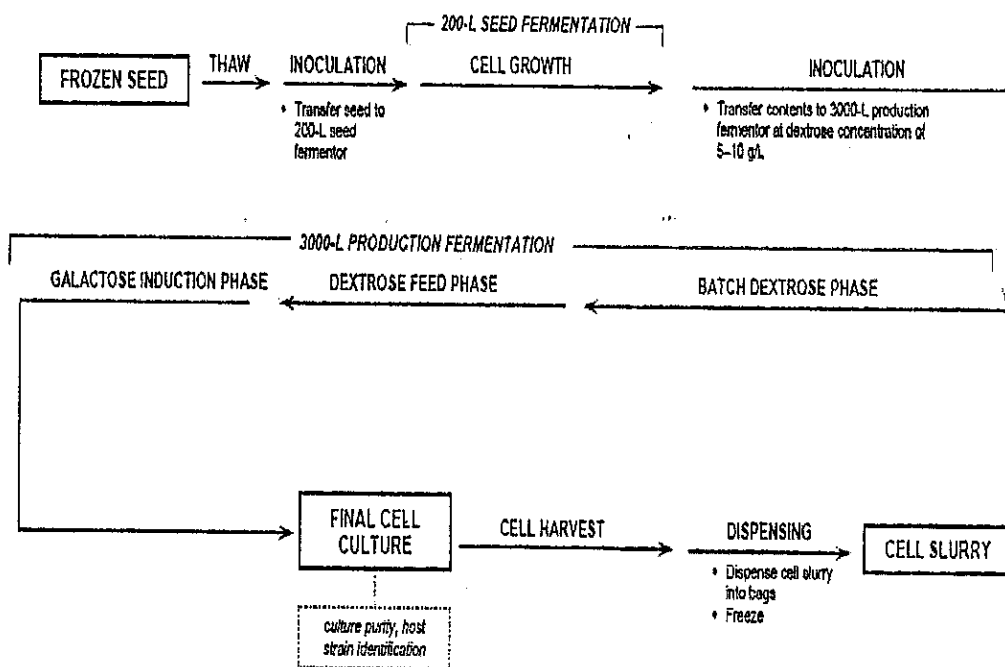 200-L SEED FERMENTATION
FROZEN SEED
THAW
INOCULATION
CELL GROWTH
INOCULATION
• Transfer seed to
200-L seed
fermentor
• Transfer contents to 3000-L production
fermentor at dextrose concentration of
5–10 g/L
3000-L PRODUCTION FERMENTATION
GALACTOSE INDUCTION PHASE
DEXTROSE FEED PHASE
BATCH DEXTROSE PHASE
FINAL CELL
CULTURE
CELL HARVEST
DISPENSING
CELL SLURRY
• Dispense cell slurry
into bags
• Freeze
culture purity, host
strain identification